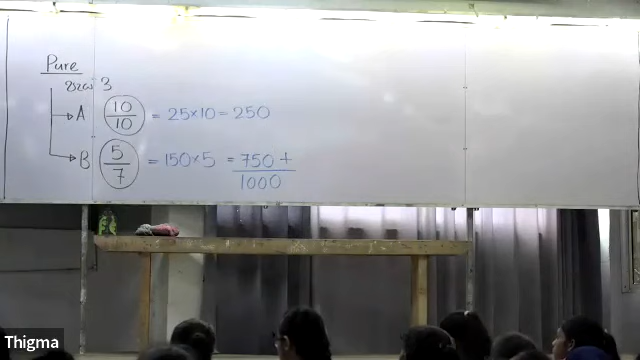 Pure
පැය 3
A 10/10 = 25×10 = 250
B 5/7 = 150×5 = 750 +
1000
Thigma